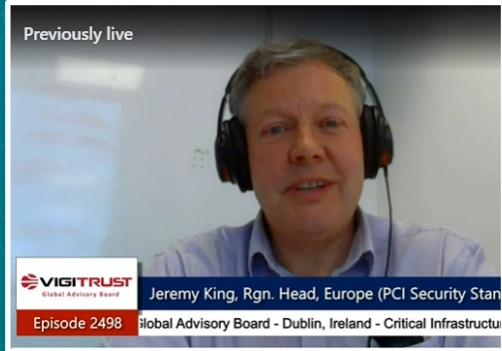 Previously live
VIGITRUST
Global Advisory Board
Jeremy King, Rgn. Head, Europe (PCI Security Stan
Episode 2498
Global Advisory Board - Dublin, Ireland - Critical Infrastructu